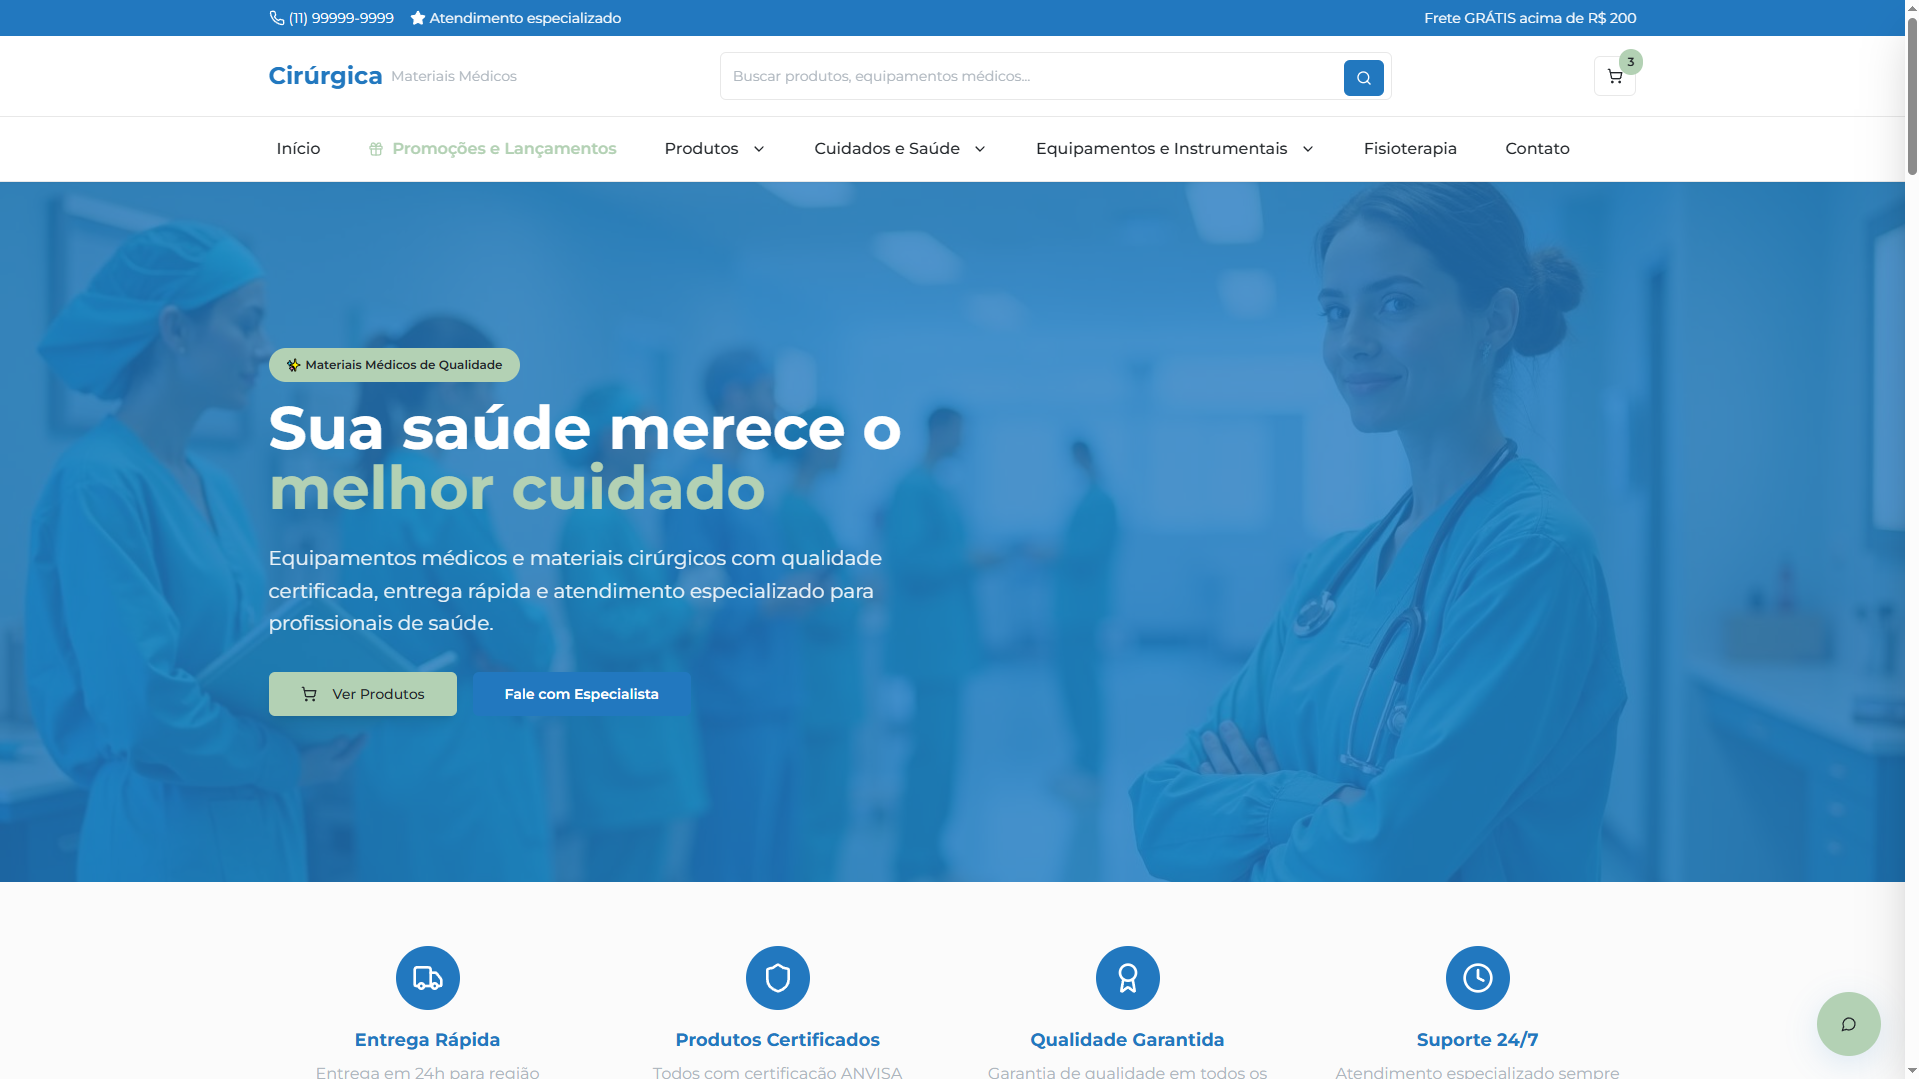 (11) 99999-9999 Atendimento especializado Frete GRÁTIS acima de R$ 200
Cirúrgica Materiais Médicos Buscar produtos, equipamentos médicos... 3
Início Promoções e Lançamentos Produtos Cuidados e Saúde Equipamentos e Instrumentais Fisioterapia Contato
Materiais Médicos de Qualidade
Sua saúde merece o
melhor cuidado
Equipamentos médicos e materiais cirúrgicos com qualidade
certificada, entrega rápida e atendimento especializado para
profissionais de saúde.
Ver Produtos Fale com Especialista
Entrega Rápida Produtos Certificados Qualidade Garantida Suporte 24/7
Entrega em 24h para região Todos com certificação ANVISA Garantia de qualidade em todos os Atendimento especializado sempre